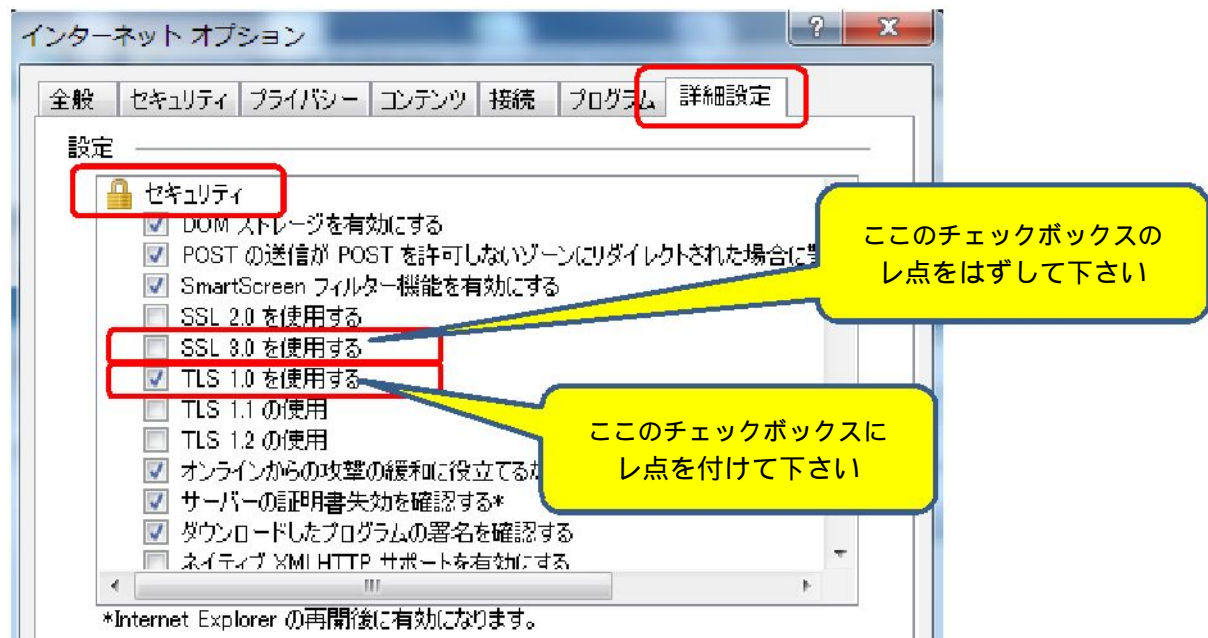 インターネット オプション
全般 セキュリティ プライバシー コンテンツ 接続 プログラム 詳細設定
設定
セキュリティ
DOM ストレージを有効にする
POST の送信が POST を許可しないゾーンにリダイレクトされた場合に
SmartScreen フィルター機能を有効にする
SSL 2.0 を使用する
SSL 3.0 を使用する
TLS 1.0 を使用する
TLS 1.1 の使用
TLS 1.2 の使用
オンラインからの攻撃の緩和に役立てる
サーバーの証明書失効を確認する*
ダウンロードしたプログラムの署名を確認する
ネイティブ XMLHTTP サポートを有効にする
*Internet Explorer の再開後に有効になります。
ここのチェックボックスの
レ点をはずして下さい
ここのチェックボックスに
レ点を付けて下さい